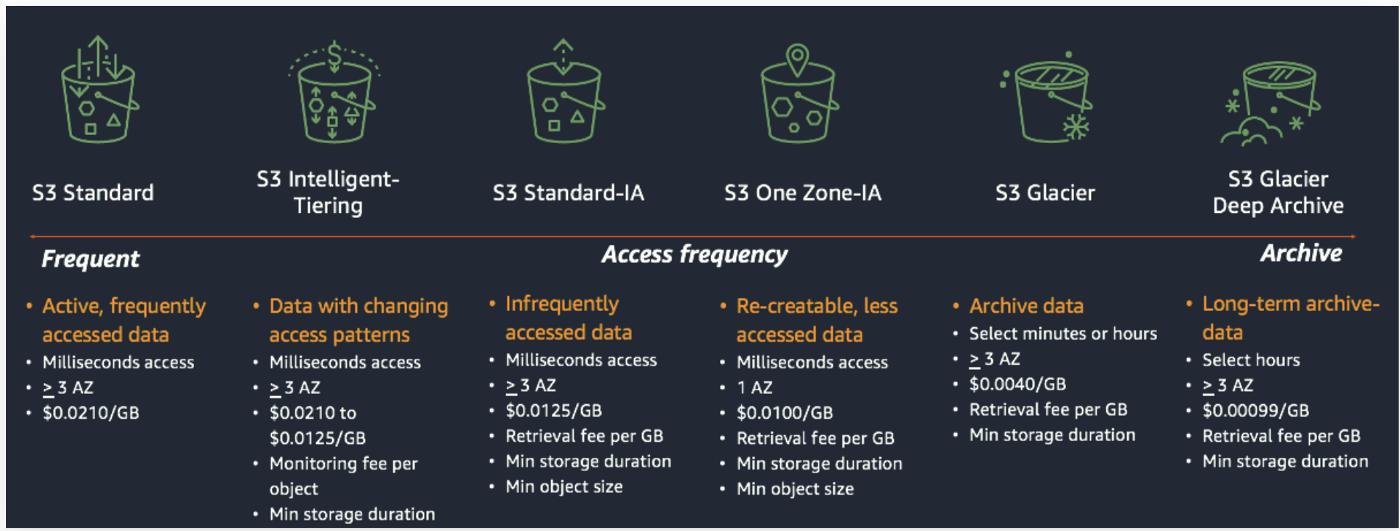 S3 Standard
S3 Intelligent-
Tiering
S3 Standard-IA
S3 One Zone-IA
S3 Glacier
S3 Glacier
Deep Archive
Frequent
Access frequency
Archive
• Active, frequently
accessed data
• Milliseconds access
• ≥ 3 AZ
• $0.0210/GB
• Data with changing
access patterns
• Milliseconds access
• ≥ 3 AZ
• $0.0210 to
$0.0125/GB
• Monitoring fee per
object
• Min storage duration
• Infrequently
accessed data
• Milliseconds access
• ≥ 3 AZ
• $0.0125/GB
• Retrieval fee per GB
• Min storage duration
• Min object size
• Re-creatable, less
accessed data
• Milliseconds access
• 1 AZ
• $0.0100/GB
• Retrieval fee per GB
• Min storage duration
• Min object size
• Archive data
• Select minutes or hours
• ≥ 3 AZ
• $0.0040/GB
• Retrieval fee per GB
• Min storage duration
• Long-term archive-
data
• Select hours
• ≥ 3 AZ
• $0.00099/GB
• Retrieval fee per GB
• Min storage duration